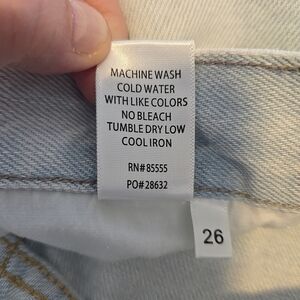 MACHINE WASH
COLD WATER
WITH LIKE COLORS
NO BLEACH
TUMBLE DRY LOW
COOL IRON
RN# 85555
PO# 28632
26